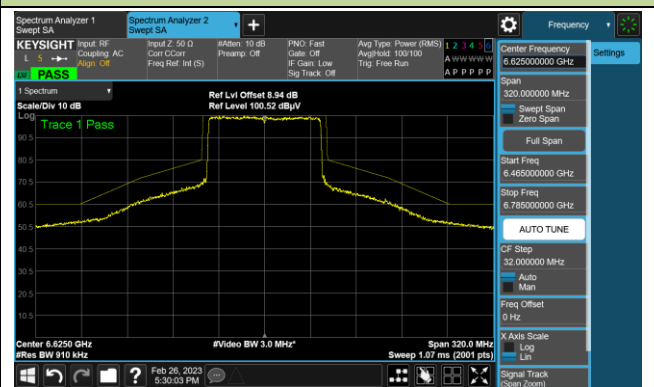 Spectrum Analyzer 1
Swept SA
Spectrum Analyzer 2
Swept SA
Frequency
KEYSIGHT
L S
PASS
Input: RF
Coupling: AC
Align: Off
Input Z: 50 Ω
Corr CCorr
Freq Ref: Int (S)
#Atten: 10 dB
Preamp: Off
PNO: Fast
Gate: Off
IF Gain: Low
Sig Track: Off
Avg Type: Power (RMS)
Avg|Hold: 100/100
Trig: Free Run
1 2 3 4 5 6
A W W W W W
A P P P P P
1 Spectrum
Scale/Div 10 dB
Ref Lvl Offset 8.94 dB
Ref Level 100.52 dBµV
Log
Trace 1 Pass
90.5
80.5
70.5
60.5
50.5
40.5
30.5
20.5
10.5
Center 6.6250 GHz
#Res BW 910 kHz
#Video BW 3.0 MHz*
Span 320.0 MHz
Sweep 1.07 ms (2001 pts)
Feb 26, 2023
5:30:03 PM
Center Frequency
6.625000000 GHz
Settings
Span
320.000000 MHz
Swept Span
Zero Span
Full Span
Start Freq
6.465000000 GHz
Stop Freq
6.785000000 GHz
AUTO TUNE
CF Step
32.000000 MHz
Auto
Man
Freq Offset
0 Hz
X Axis Scale
Log
Lin
Signal Track
(Span Zoom)